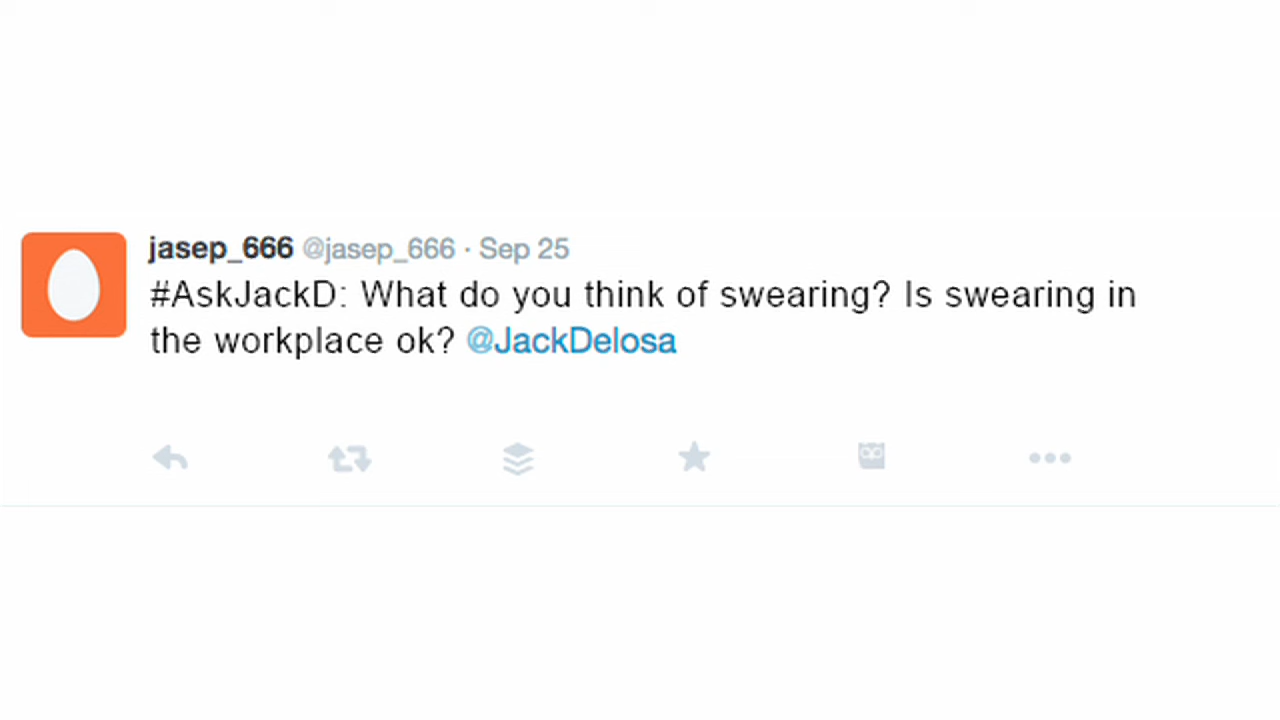 jasep_666 @jasep_666 · Sep 25
#AskJackD: What do you think of swearing? Is swearing in
the workplace ok? @JackDelosa